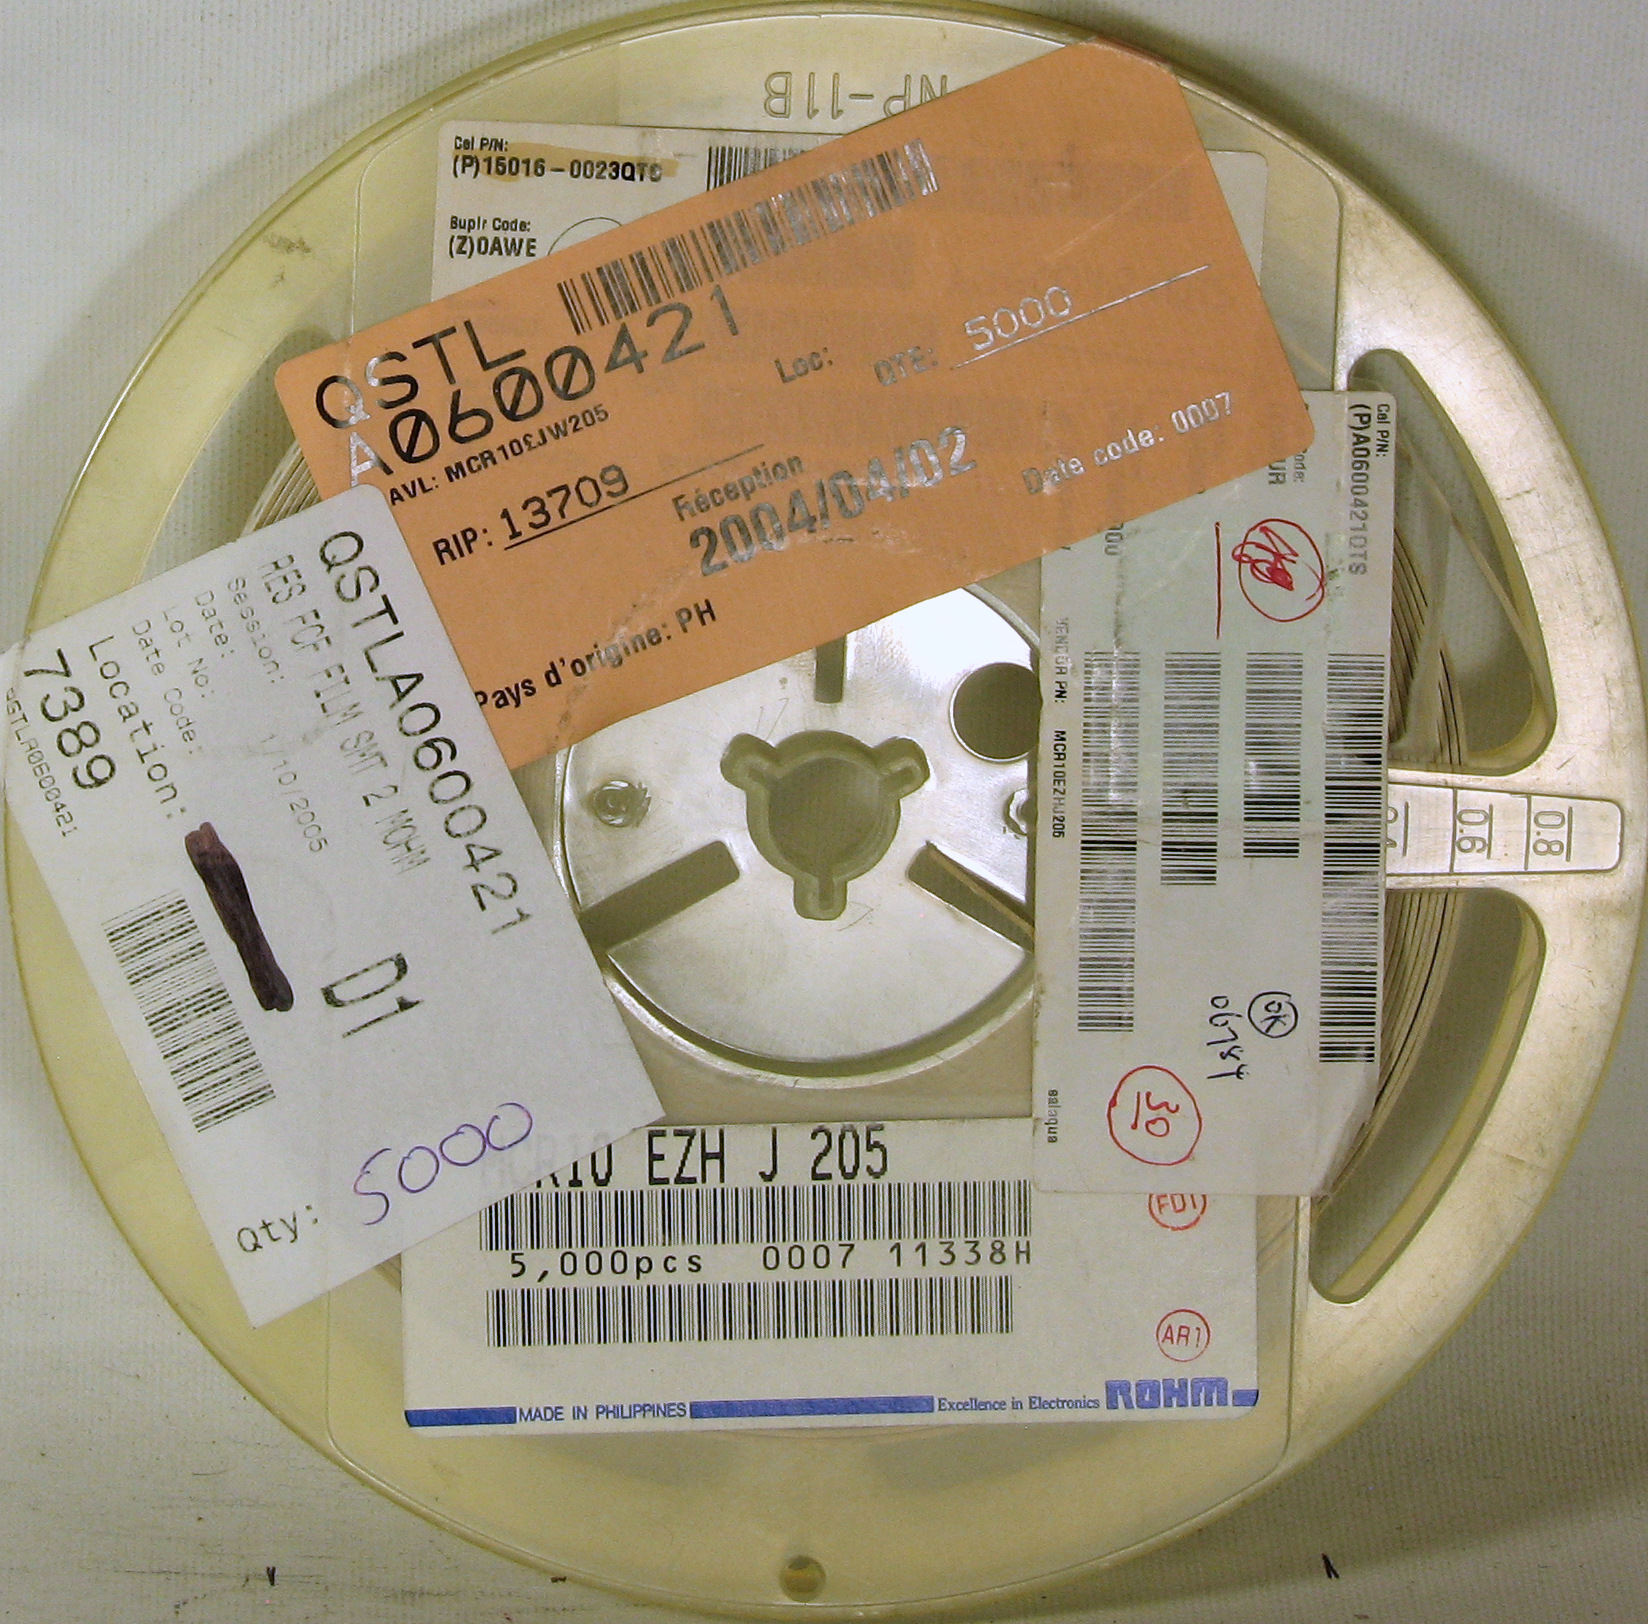 NP-11B
Cel P/N:
(P)15016-0023QTS
Suplr Code:
(Z)0AWE
QSTL
A0600421
AVL: MCR10EJW205
Loc:
QTE: 5000
RIP: 13709
Réception
2004/04/02
Date code: 0007
Pays d'origine: PH
QSTLA0600421
RES FCF FILM SMT 2 MOHM
Session:
Date: 1/10/2005
Lot No:
Date Code:
Location:
7389
QSTLA0600421
D1
Qty: 5000
Cel P/N:
(P)A0600421QTS
Code:
VENDOR PN: MCR10EZHJ205
OK
06784
30
0.6
0.8
MCR10 EZH J 205
5,000pcs 0007 11338H
FD1
AR1
MADE IN PHILIPPINES
Excellence in Electronics ROHM